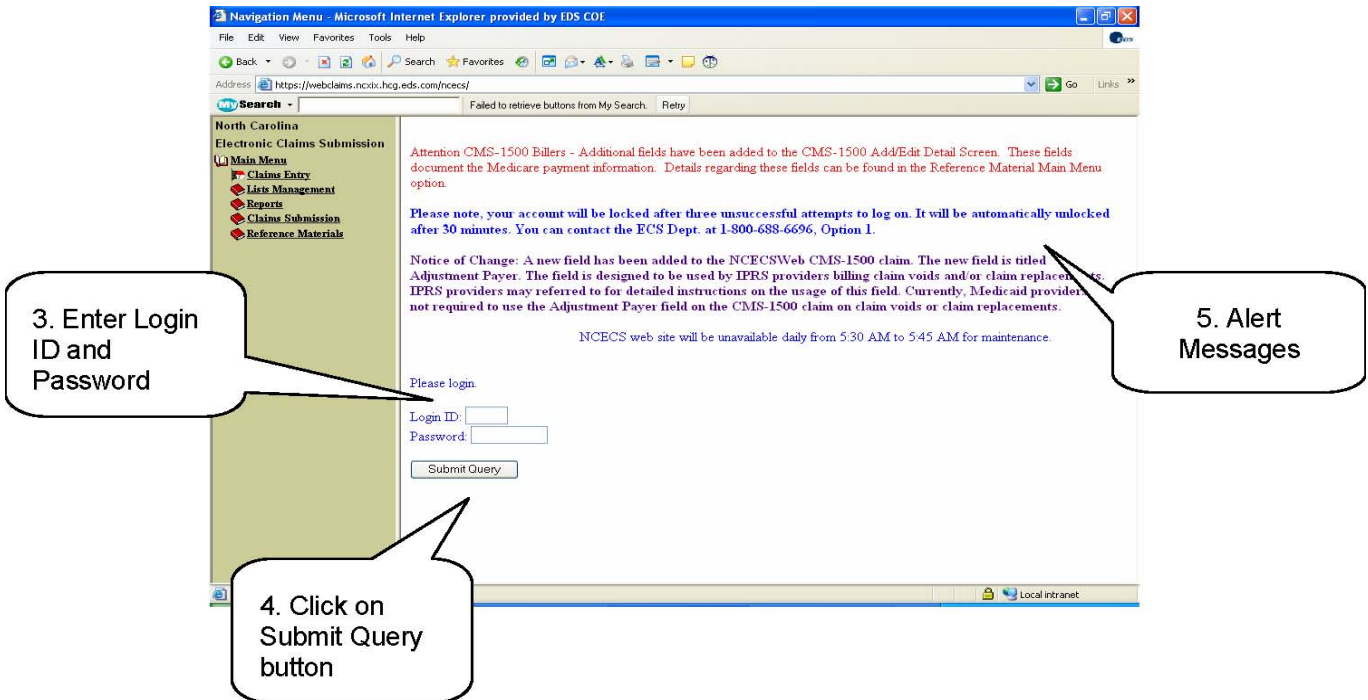 Navigation Menu - Microsoft Internet Explorer provided by EDS COE
File Edit View Favorites Tools Help
Back Search Favorites
Address https://webclaims.ncxix.hcg.eds.com/ncecs/ Go Links »
My Search Failed to retrieve buttons from My Search. Retry
North Carolina
Electronic Claims Submission
Main Menu
Claims Entry
Lists Management
Reports
Claims Submission
Reference Materials
Attention CMS-1500 Billers - Additional fields have been added to the CMS-1500 Add/Edit Detail Screen. These fields
document the Medicare payment information. Details regarding these fields can be found in the Reference Material Main Menu
option.
Please note, your account will be locked after three unsuccessful attempts to log on. It will be automatically unlocked
after 30 minutes. You can contact the ECS Dept. at 1-800-688-6696, Option 1.
Notice of Change: A new field has been added to the NCECSWeb CMS-1500 claim. The new field is titled
Adjustment Payer. The field is designed to be used by IPRS providers billing claim voids and/or claim
IPRS providers may referred to for detailed instructions on the usage of this field. Currently, Medicaid
not required to use the Adjustment Payer field on the CMS-1500 claim on claim voids or claim replacements.
NCECS web site will be unavailable daily from 5:30 AM to 5:45 AM for maintenance.
Please login.
Login ID:
Password:
Submit Query
Local intranet
3. Enter Login
ID and
Password
4. Click on
Submit Query
button
5. Alert
Messages